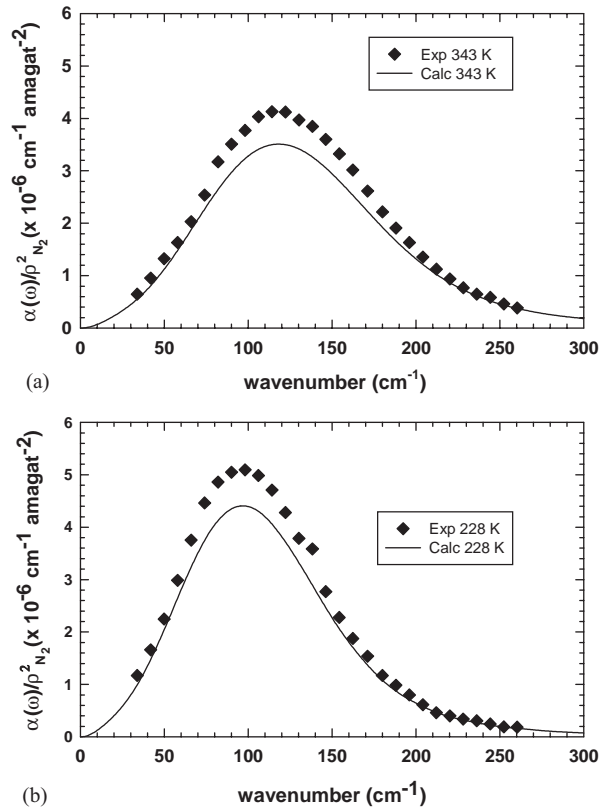 6
5
4
3
2
1
0
α(ω)/ρ²N₂(x 10⁻⁶ cm⁻¹ amagat⁻²)
Exp 343 K
Calc 343 K
0 50 100 150 200 250 300
(a)
wavenumber (cm⁻¹)
6
5
4
3
2
1
0
α(ω)/ρ²N₂(x 10⁻⁶ cm⁻¹ amagat⁻²)
Exp 228 K
Calc 228 K
0 50 100 150 200 250 300
(b)
wavenumber (cm⁻¹)